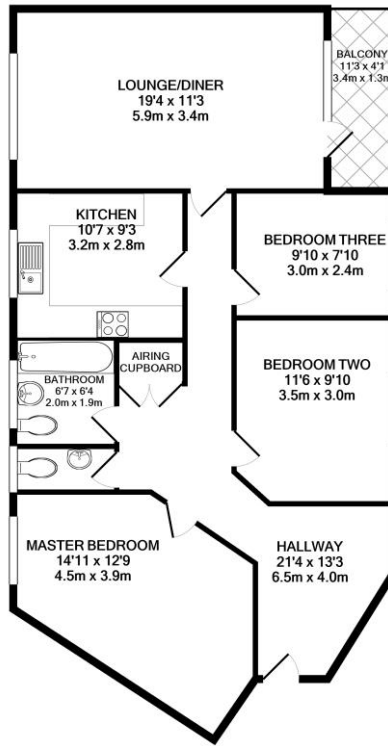 BALCONY
11'3 x 4'1
3.4m x 1.3m
LOUNGE/DINER
19'4 x 11'3
5.9m x 3.4m
KITCHEN
10'7 x 9'3
3.2m x 2.8m
BEDROOM THREE
9'10 x 7'10
3.0m x 2.4m
AIRING
CUPBOARD
BATHROOM
6'7 x 6'4
2.0m x 1.9m
BEDROOM TWO
11'6 x 9'10
3.5m x 3.0m
MASTER BEDROOM
14'11 x 12'9
4.5m x 3.9m
HALLWAY
21'4 x 13'3
6.5m x 4.0m